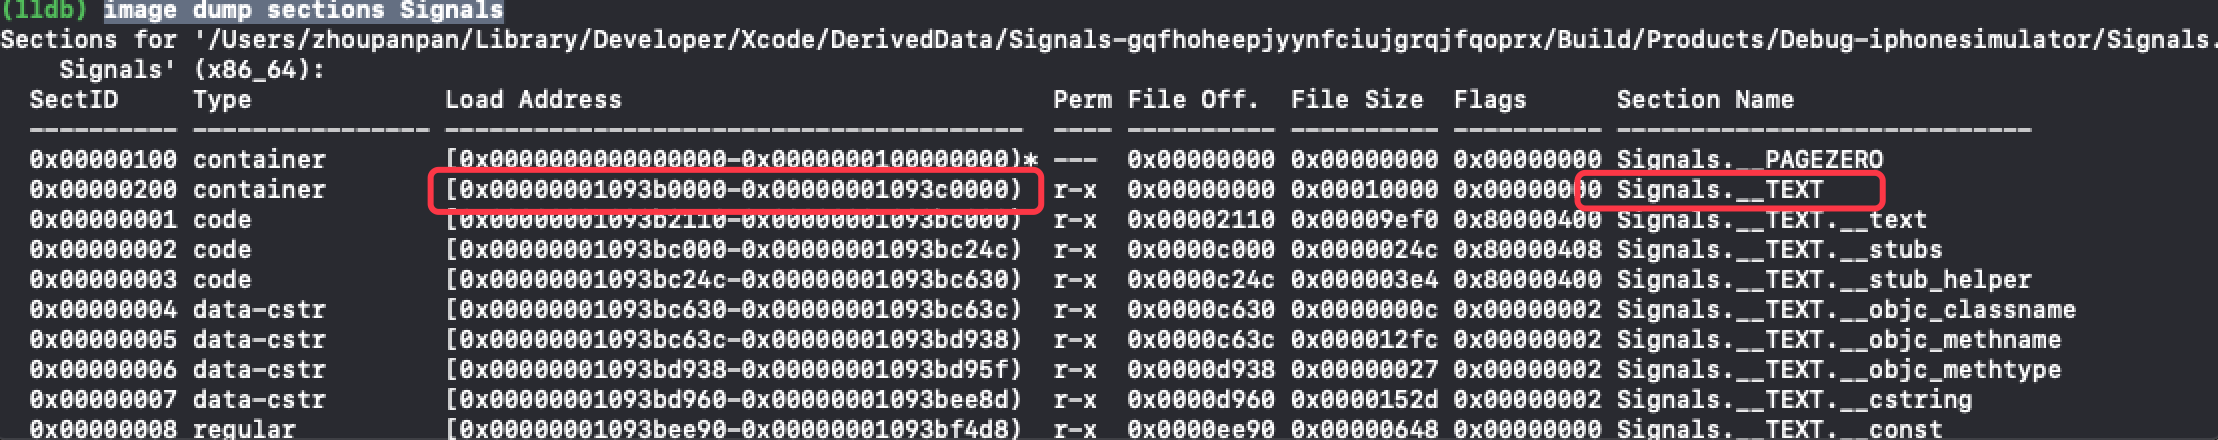 (lldb) image dump sections Signals
Sections for '/Users/zhoupanpan/Library/Developer/Xcode/DerivedData/Signals-gqfhoheepjyynfciujgrqjfqoprx/Build/Products/Debug-iphonesimulator/Signals.
Signals' (x86_64):
SectID Type Load Address Perm File Off. File Size Flags Section Name
---------- ---------------- --------------------------------------- ---- ---------- ---------- ---------- ----------------------------
0x00000100 container [0x0000000000000000-0x0000000100000000)* --- 0x00000000 0x00000000 0x00000000 Signals.__PAGEZERO
0x00000200 container [0x00000001093b0000-0x00000001093c0000) r-x 0x00000000 0x00010000 0x00000000 Signals.__TEXT
0x00000001 code [0x00000001093b2110-0x00000001093bc000) r-x 0x00002110 0x00009ef0 0x80000400 Signals.__TEXT.__text
0x00000002 code [0x00000001093bc000-0x00000001093bc24c) r-x 0x0000c000 0x0000024c 0x80000408 Signals.__TEXT.__stubs
0x00000003 code [0x00000001093bc24c-0x00000001093bc630) r-x 0x0000c24c 0x000003e4 0x80000400 Signals.__TEXT.__stub_helper
0x00000004 data-cstr [0x00000001093bc630-0x00000001093bc63c) r-x 0x0000c630 0x0000000c 0x00000002 Signals.__TEXT.__objc_classname
0x00000005 data-cstr [0x00000001093bc63c-0x00000001093bd938) r-x 0x0000c63c 0x000012fc 0x00000002 Signals.__TEXT.__objc_methname
0x00000006 data-cstr [0x00000001093bd938-0x00000001093bd95f) r-x 0x0000d938 0x00000027 0x00000002 Signals.__TEXT.__objc_methtype
0x00000007 data-cstr [0x00000001093bd960-0x00000001093bee8d) r-x 0x0000d960 0x0000152d 0x00000002 Signals.__TEXT.__cstring
0x00000008 regular [0x00000001093bee90-0x00000001093bf4d8) r-x 0x0000ee90 0x00000648 0x00000000 Signals.__TEXT.__const